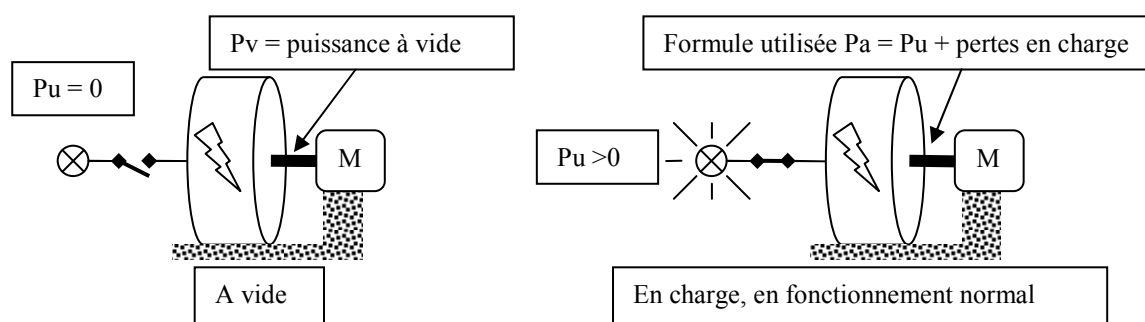 Pv = puissance à vide
Pu = 0
M
A vide
Formule utilisée Pa = Pu + pertes en charge
Pu >0
M
En charge, en fonctionnement normal